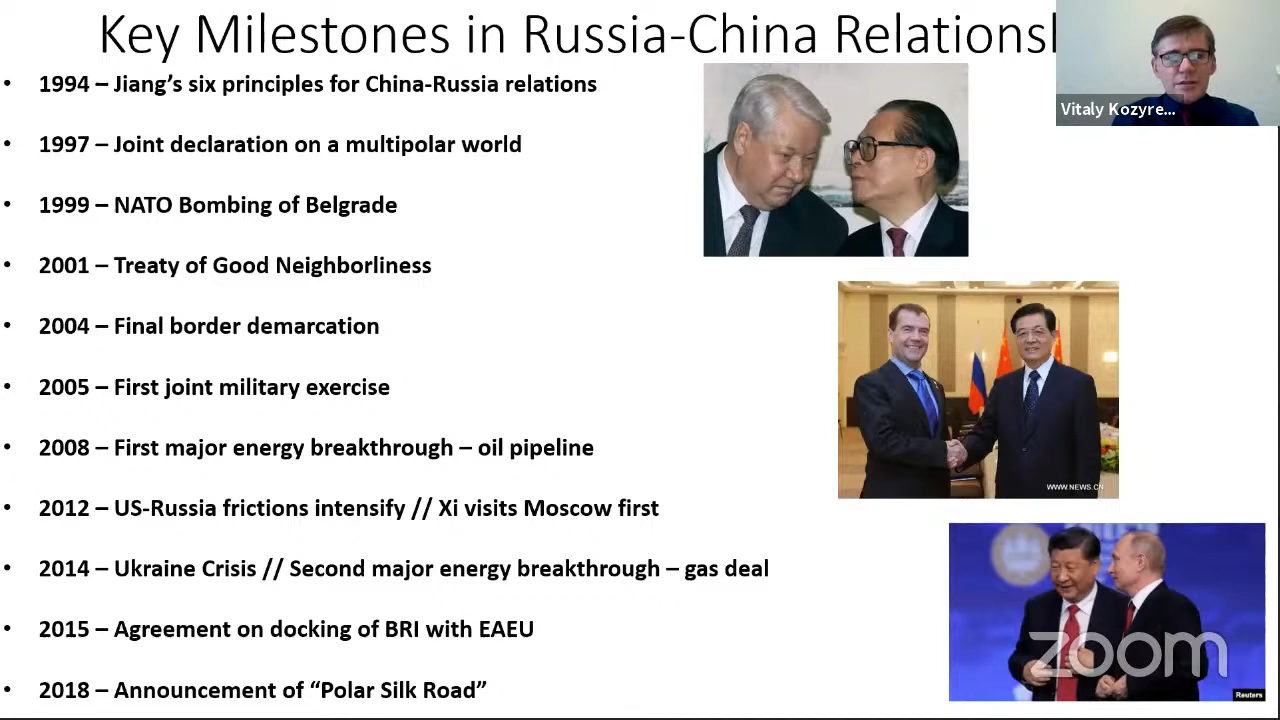 Key Milestones in Russia-China Relationsh
Vitaly Kozyre...
• 1994 – Jiang’s six principles for China-Russia relations
• 1997 – Joint declaration on a multipolar world
• 1999 – NATO Bombing of Belgrade
• 2001 – Treaty of Good Neighborliness
• 2004 – Final border demarcation
• 2005 – First joint military exercise
• 2008 – First major energy breakthrough – oil pipeline
WWW.NEWS.CN
• 2012 – US-Russia frictions intensify // Xi visits Moscow first
• 2014 – Ukraine Crisis // Second major energy breakthrough – gas deal
• 2015 – Agreement on docking of BRI with EAEU
zoom
• 2018 – Announcement of “Polar Silk Road”
Reuters